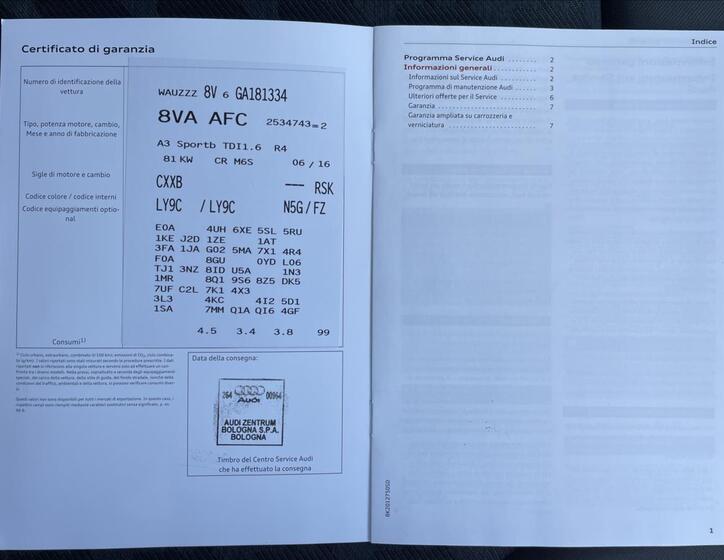 Certificato di garanzia
Numero di identificazione della
vettura
WAUZZZ 8V 6 GA181334
8VA AFC 2534743=2
Tipo, potenza motore, cambio,
Mese e anno di fabbricazione
A3 Sportb TDI1.6 R4
81 KW CR M6S 06 / 16
Sigle di motore e cambio
CXXB --- RSK
Codice colore / codice interni
LY9C / LY9C N5G / FZ
Codice equipaggiamenti optio-
nal
E0A 4UH 6XE 5SL 5RU
1KE J2D 1ZE 1AT
3FA 1JA G02 5MA 7X1 4R4
F0A 8GU 0YD L06
TJ1 3NZ 8ID U5A 1N3
1MR 8Q1 9S6 8Z5 DK5
7UF C2L 7K1 4X3
3L3 4KC 4I2 5D1
1SA 7MM Q1A QI6 4GF
Consumi¹⁾
4.5 3.4 3.8 99
Data della consegna:
264 00964
Audi
AUDI ZENTRUM
BOLOGNA S.P.A.
BOLOGNA
Timbro del Centro Service Audi
che ha effettuato la consegna
Indice
Programma Service Audi ........ 2
Informazioni generali ............ 2
Informazioni sul Service Audi ........ 2
Programma di manutenzione Audi ..... 3
Ulteriori offerte per il Service ........ 6
Garanzia ........................ 7
Garanzia ampliata su carrozzeria e
verniciatura ..................... 7
1